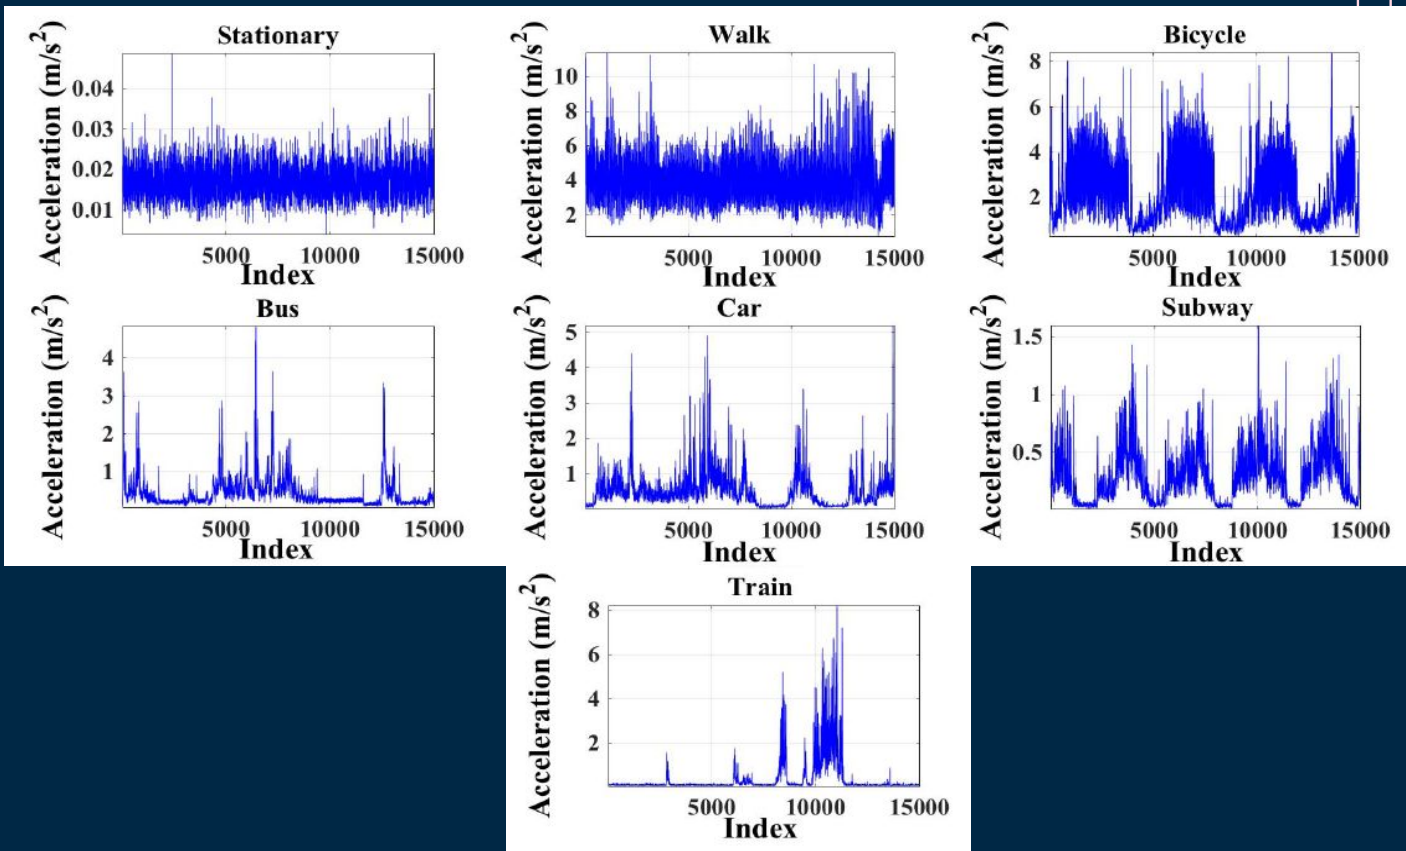 Stationary
Acceleration (m/s²)
0.04
0.03
0.02
0.01
5000 10000 15000
Index
Walk
Acceleration (m/s²)
10
8
6
4
2
5000 10000 15000
Index
Bicycle
Acceleration (m/s²)
8
6
4
2
5000 10000 15000
Index
Bus
Acceleration (m/s²)
4
3
2
1
5000 10000 15000
Index
Car
Acceleration (m/s²)
5
4
3
2
1
5000 10000 15000
Index
Subway
Acceleration (m/s²)
1.5
1
0.5
5000 10000 15000
Index
Train
Acceleration (m/s²)
8
6
4
2
5000 10000 15000
Index